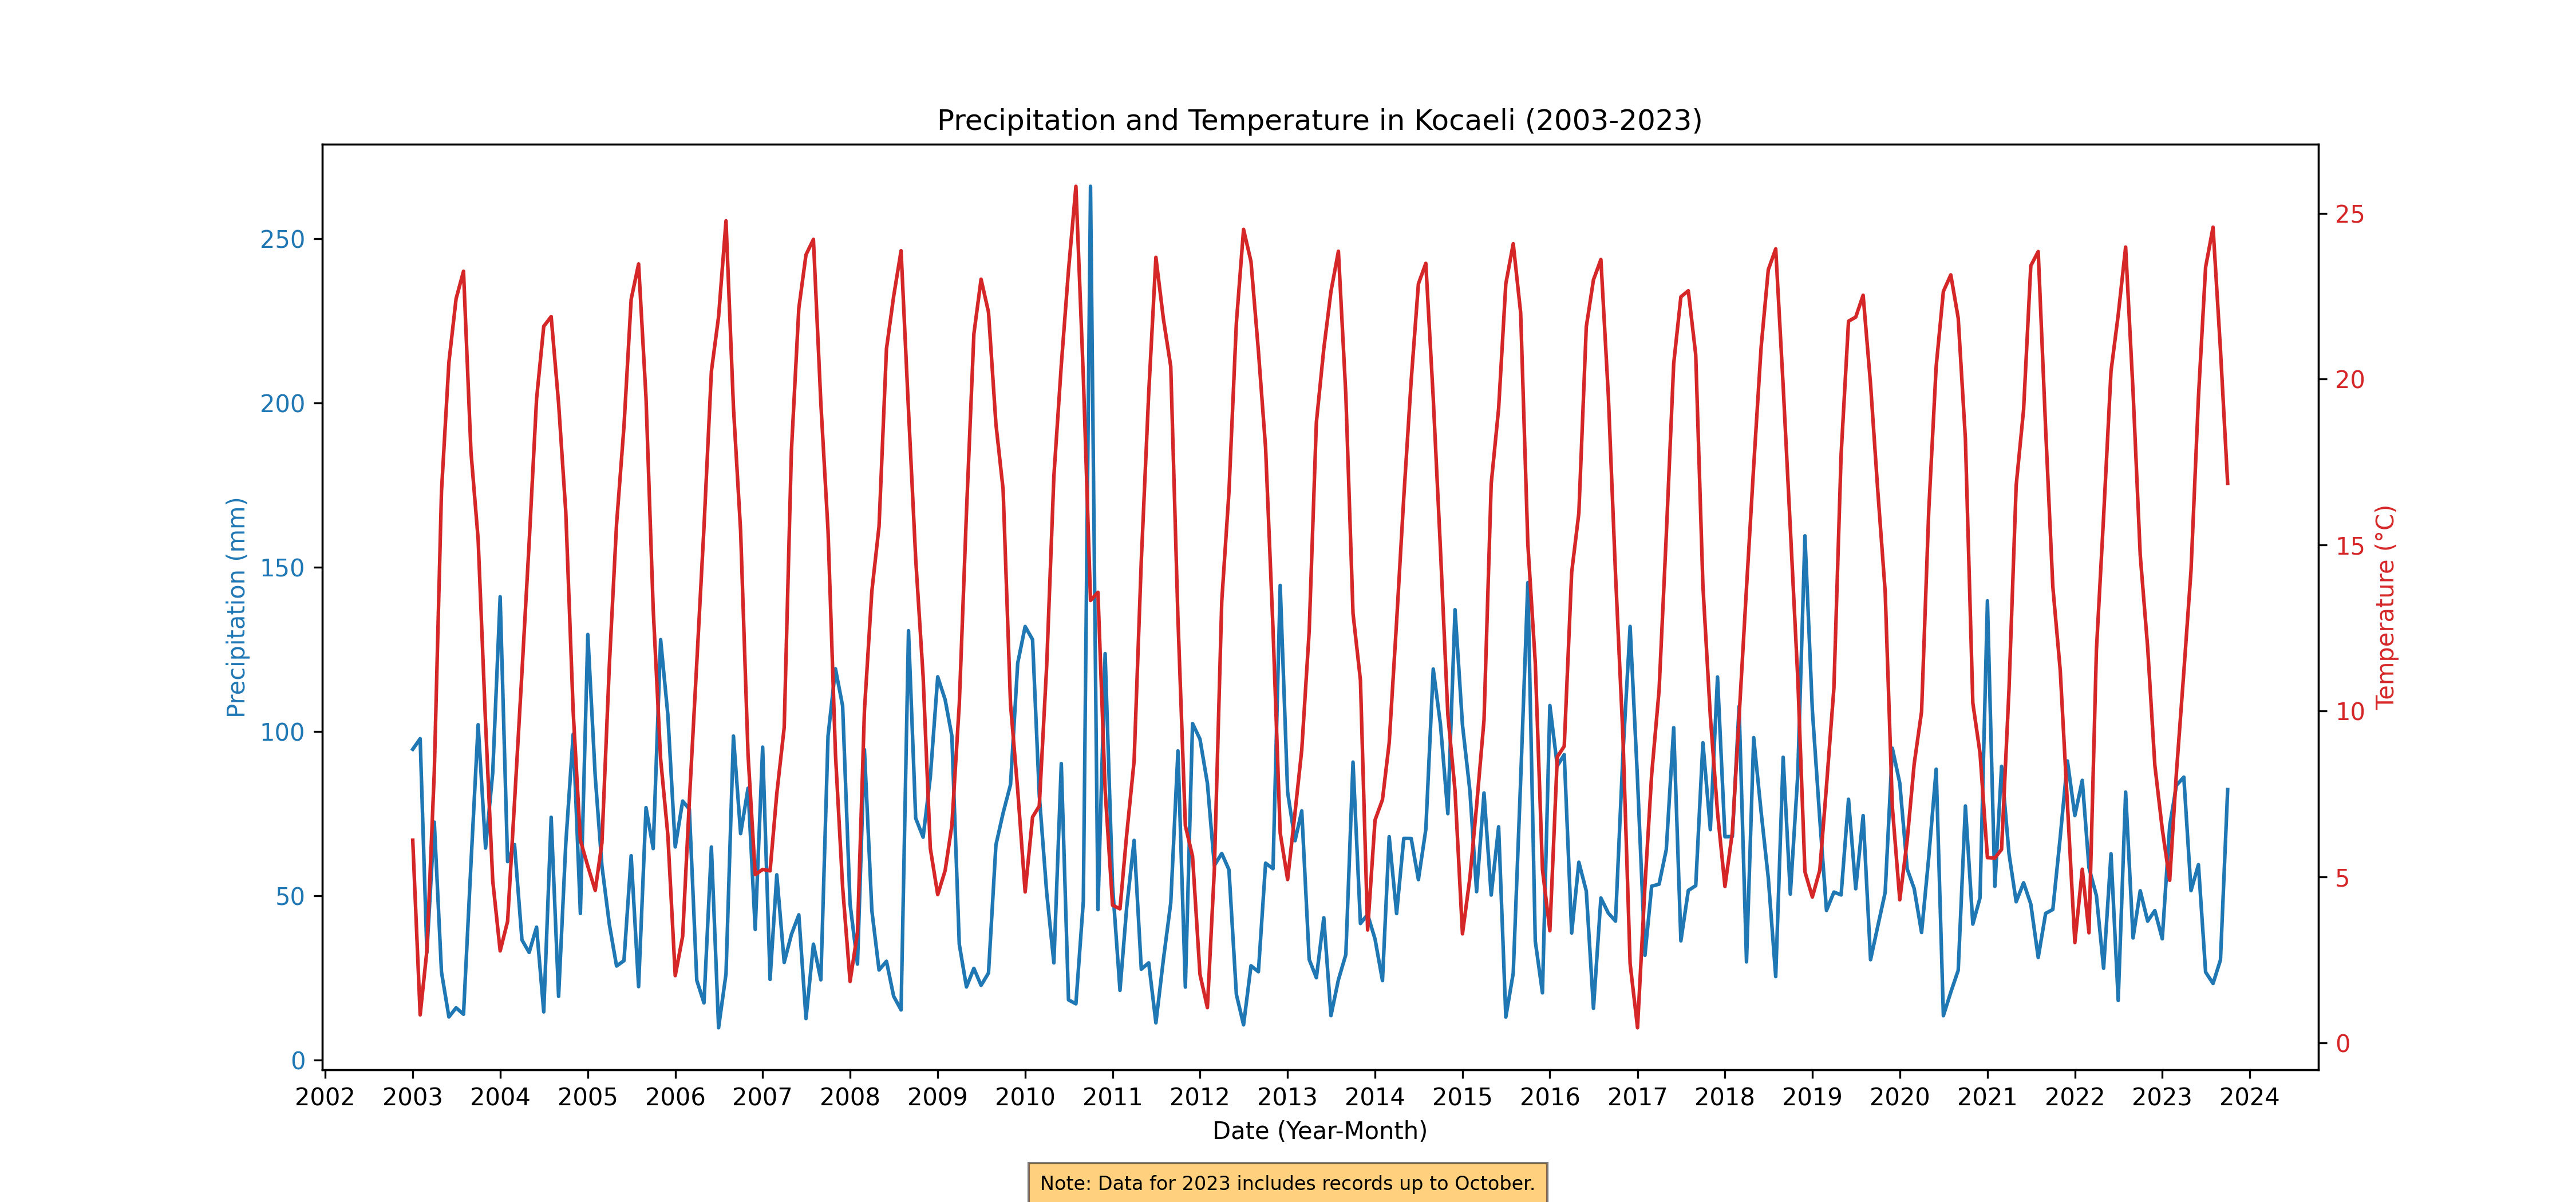 Precipitation and Temperature in Kocaeli (2003-2023)
Precipitation (mm)
250
200
150
100
50
0
25
20
15
10
5
0
Temperature (°C)
2002 2003 2004 2005 2006 2007 2008 2009 2010 2011 2012 2013 2014 2015 2016 2017 2018 2019 2020 2021 2022 2023 2024
Date (Year-Month)
Note: Data for 2023 includes records up to October.